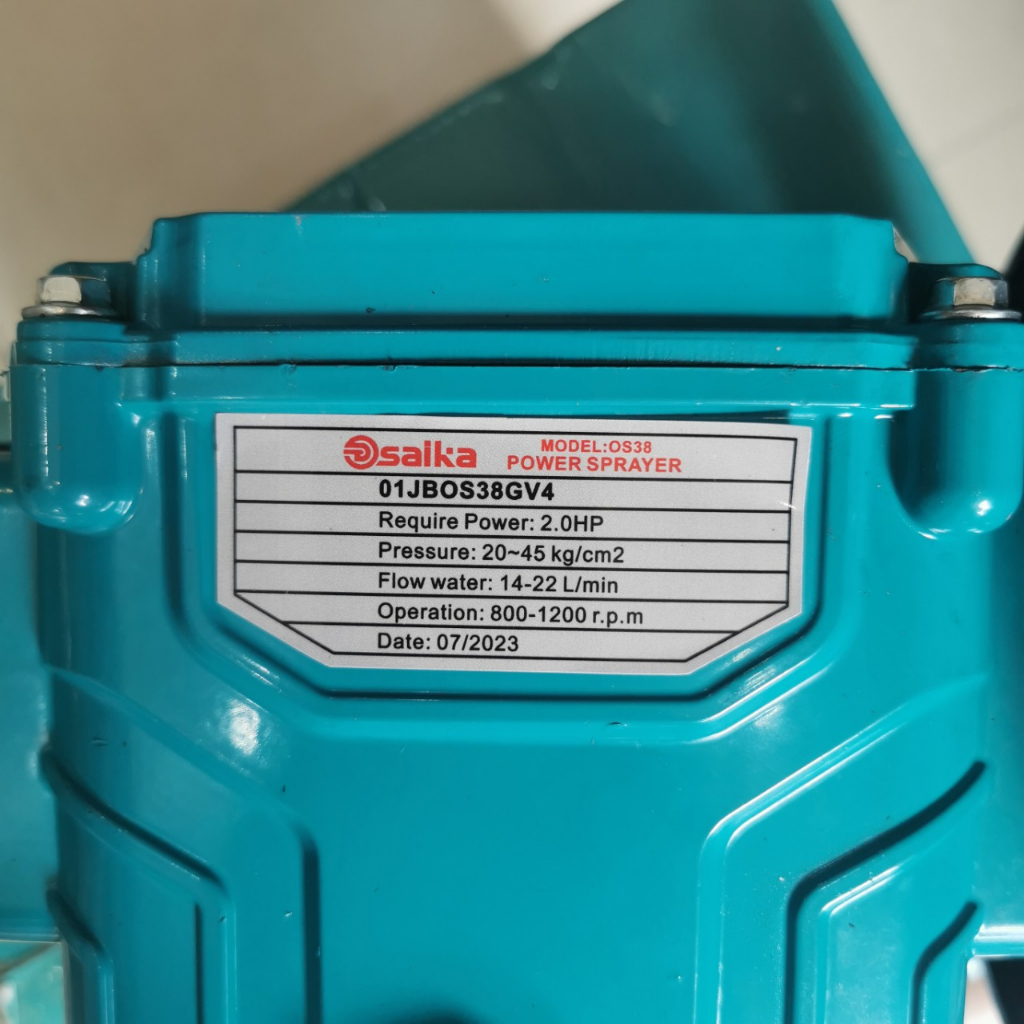 Osaika
MODEL:OS38
POWER SPRAYER
01JBOS38GV4
Require Power: 2.0HP
Pressure: 20~45 kg/cm2
Flow water: 14-22 L/min
Operation: 800-1200 r.p.m
Date: 07/2023